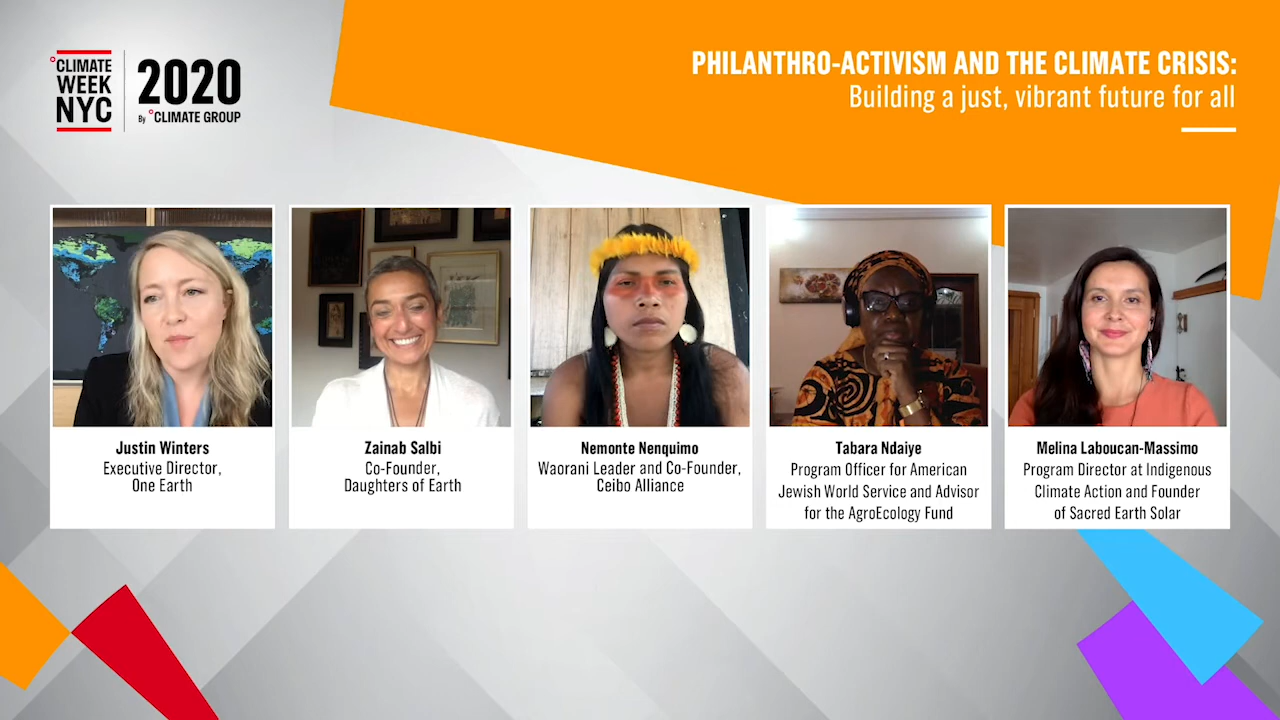 °CLIMATE
WEEK
NYC
2020
By °CLIMATE GROUP
PHILANTHRO-ACTIVISM AND THE CLIMATE CRISIS:
Building a just, vibrant future for all
Justin Winters
Executive Director,
One Earth
Zainab Salbi
Co-Founder,
Daughters of Earth
Nemonte Nenquimo
Waorani Leader and Co-Founder,
Ceibo Alliance
Tabara Ndaiye
Program Officer for American
Jewish World Service and Advisor
for the AgroEcology Fund
Melina Laboucan-Massimo
Program Director at Indigenous
Climate Action and Founder
of Sacred Earth Solar